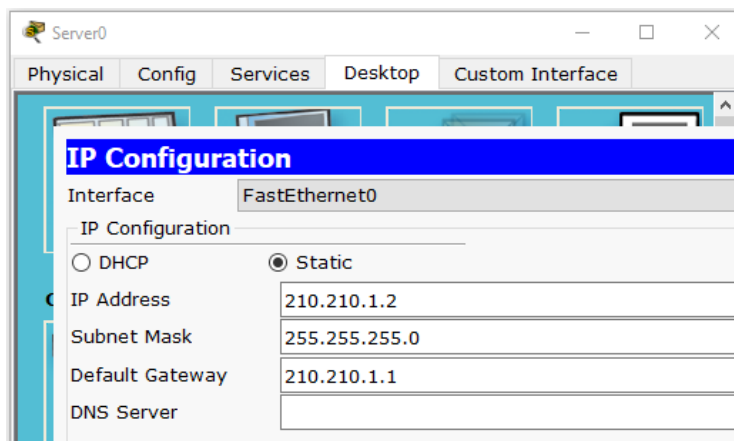 Server0
Physical Config Services Desktop Custom Interface
IP Configuration
Interface FastEthernet0
IP Configuration
DHCP Static
IP Address 210.210.1.2
Subnet Mask 255.255.255.0
Default Gateway 210.210.1.1
DNS Server